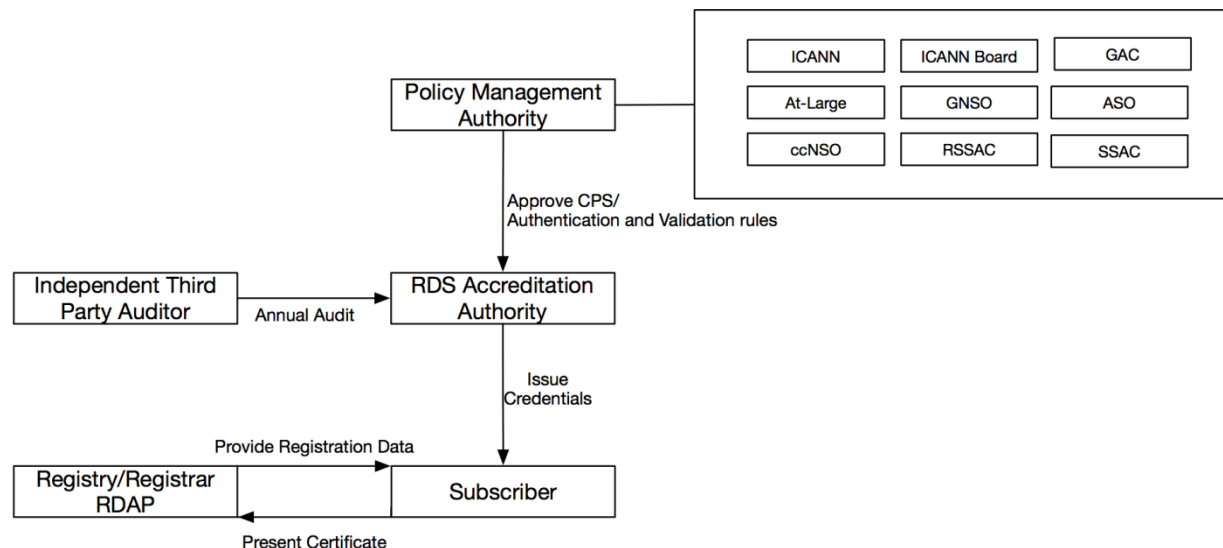 ICANN
ICANN Board
GAC
Policy Management
Authority
At-Large
GNSO
ASO
ccNSO
RSSAC
SSAC
Approve CPS/
Authentication and Validation rules
Independent Third
Party Auditor
Annual Audit
RDS Accreditation
Authority
Issue
Credentials
Provide Registration Data
Registry/Registrar
RDAP
Subscriber
Present Certificate